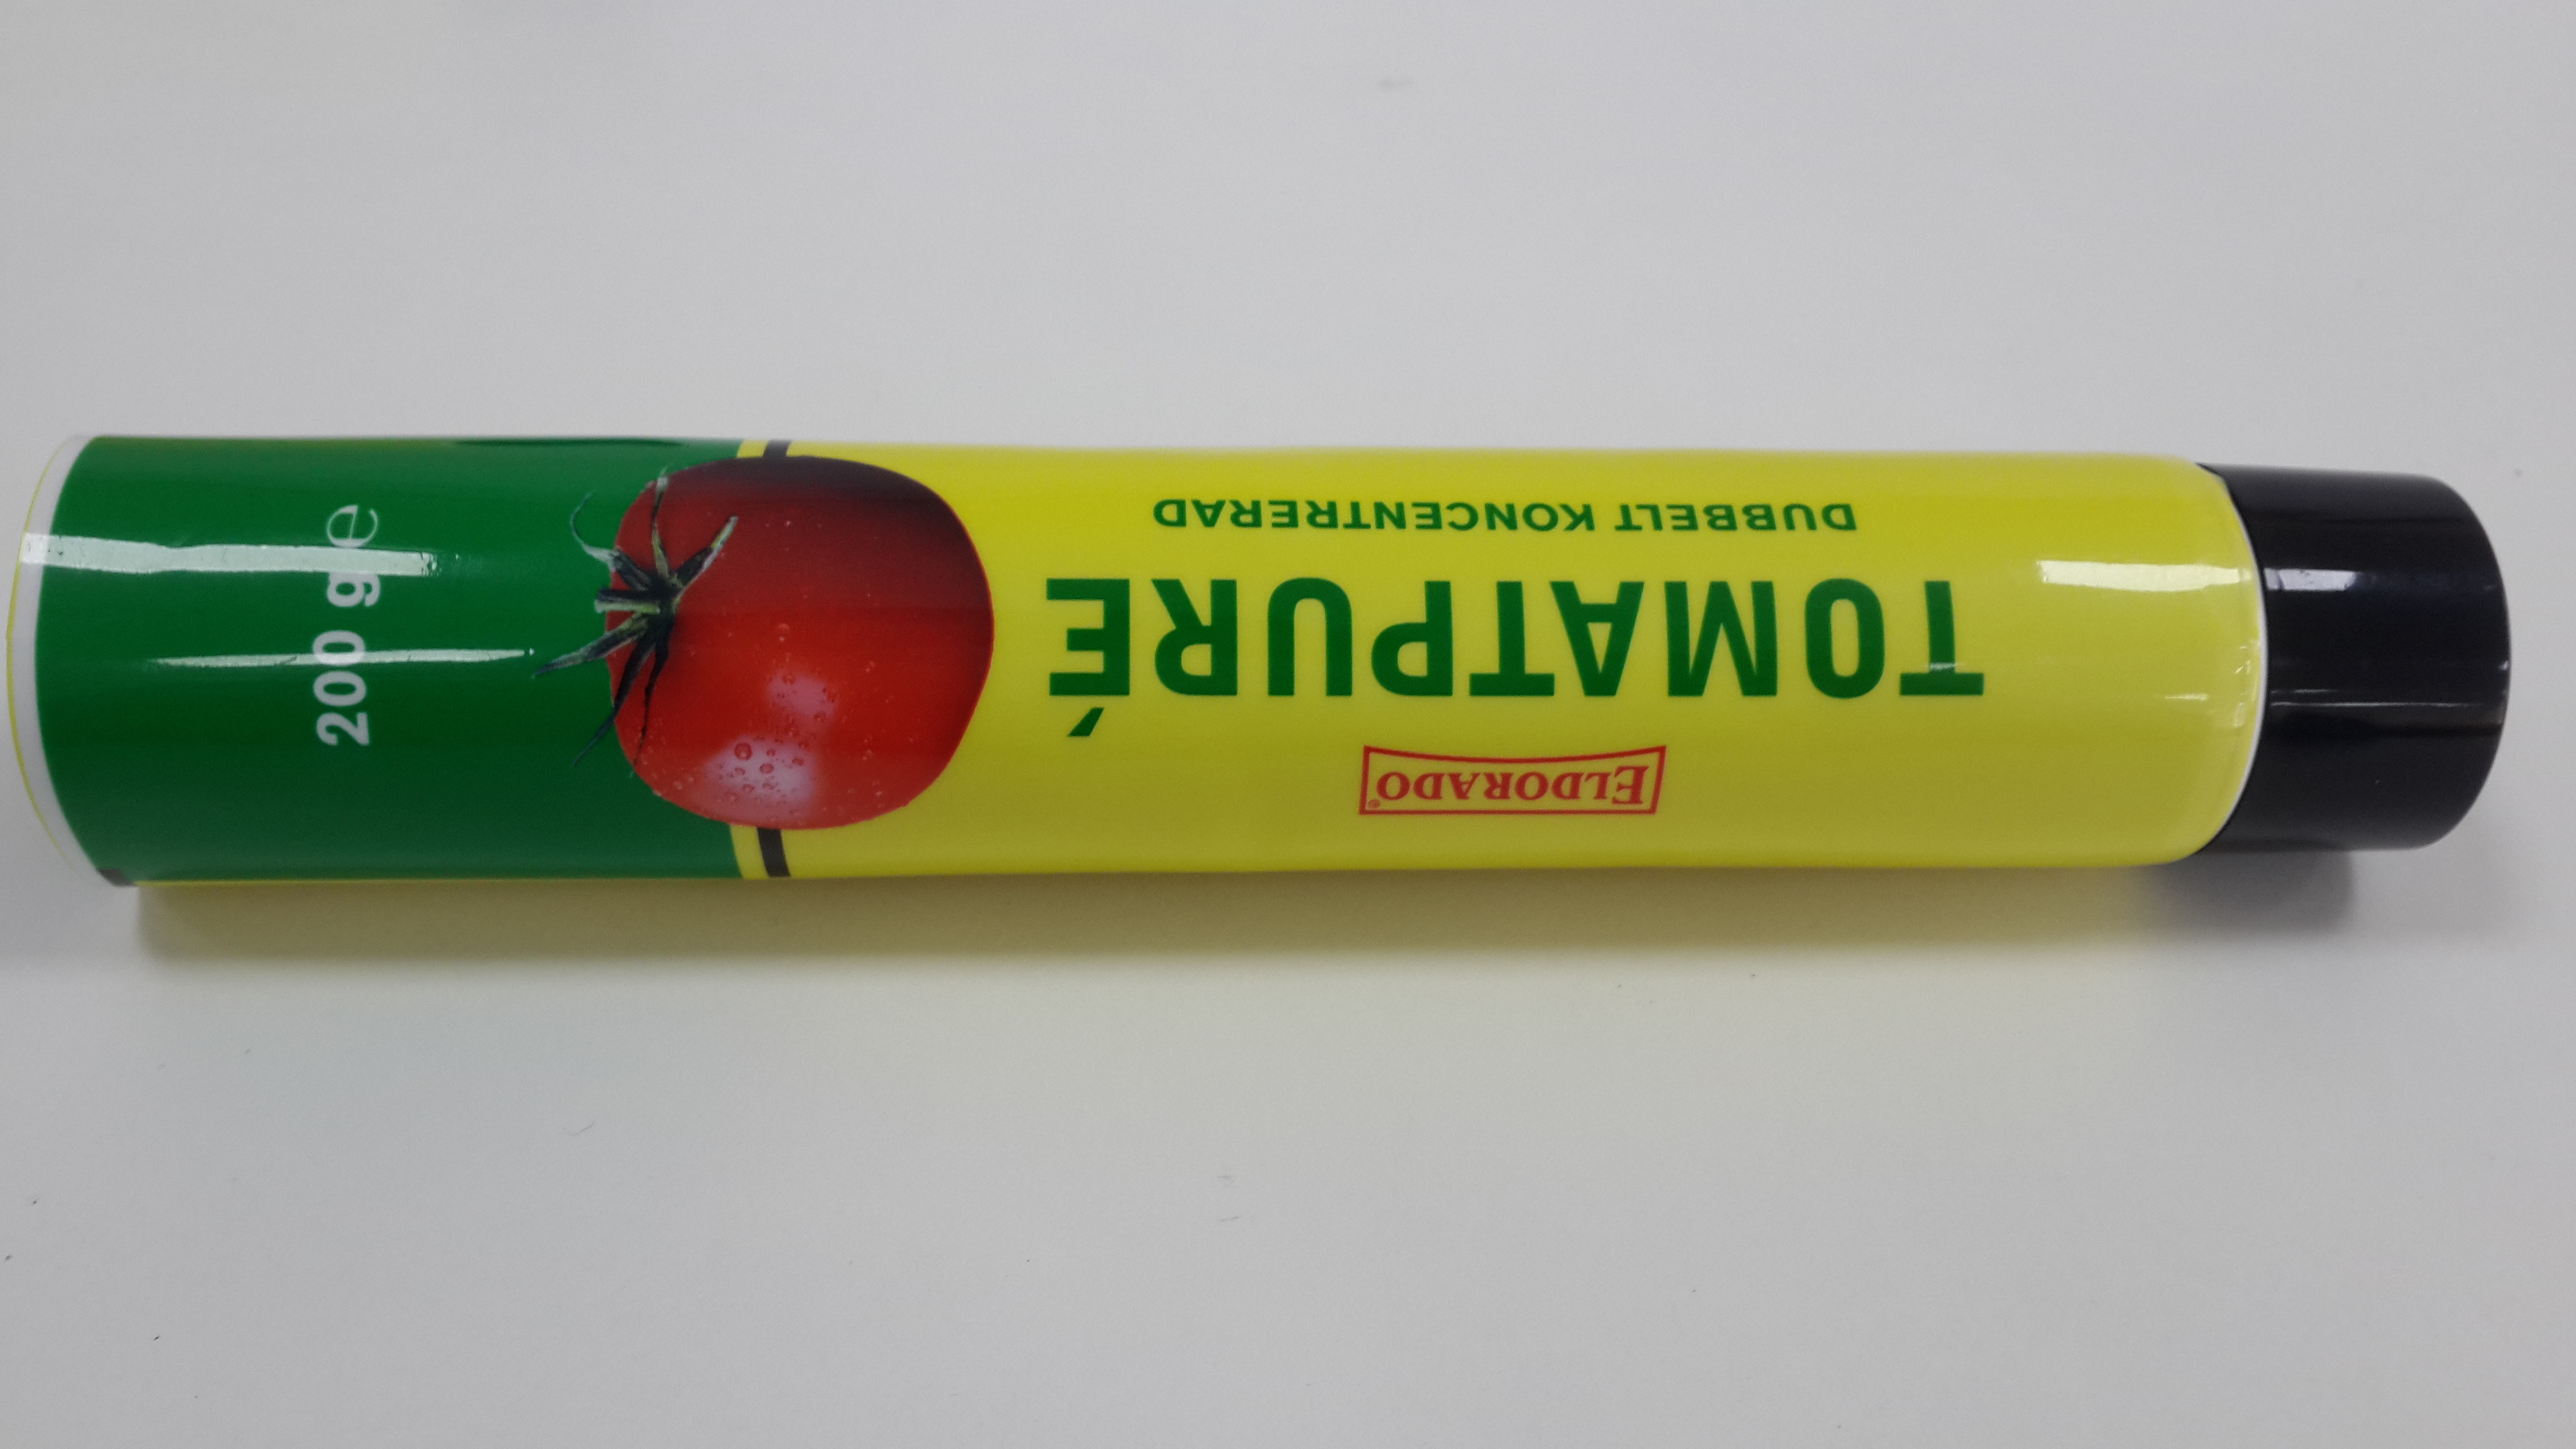 ELDORADO®
TOMATPURÉ
DUBBELT KONCENTRERAD
200 g ℮